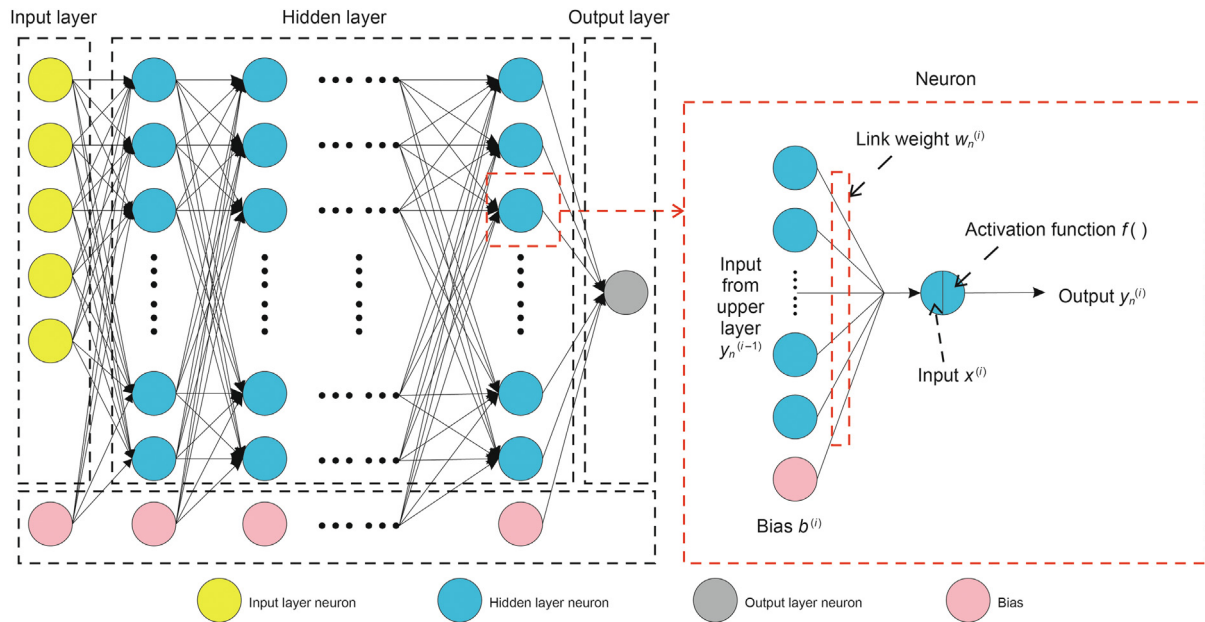 Input layer
Hidden layer
Output layer
Neuron
Link weight wₙ⁽ⁱ⁾
Activation function f( )
Input
from
upper
layer
yₙ⁽ⁱ⁻¹⁾
Output yₙ⁽ⁱ⁾
Input x⁽ⁱ⁾
Bias b⁽ⁱ⁾
Input layer neuron
Hidden layer neuron
Output layer neuron
Bias